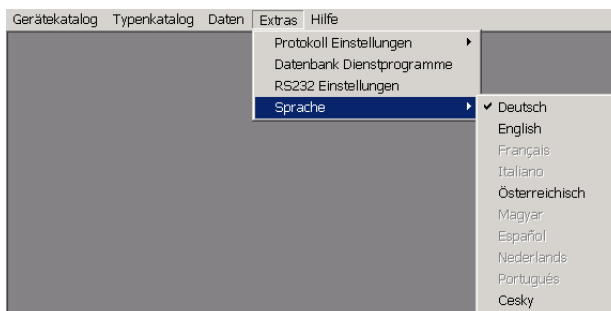 Gerätekatalog Typenkatalog Daten Extras Hilfe
Protokoll Einstellungen
Datenbank Dienstprogramme
RS232 Einstellungen
Sprache
Deutsch
English
Français
Italiano
Österreichisch
Magyar
Español
Nederlands
Portugués
Cesky